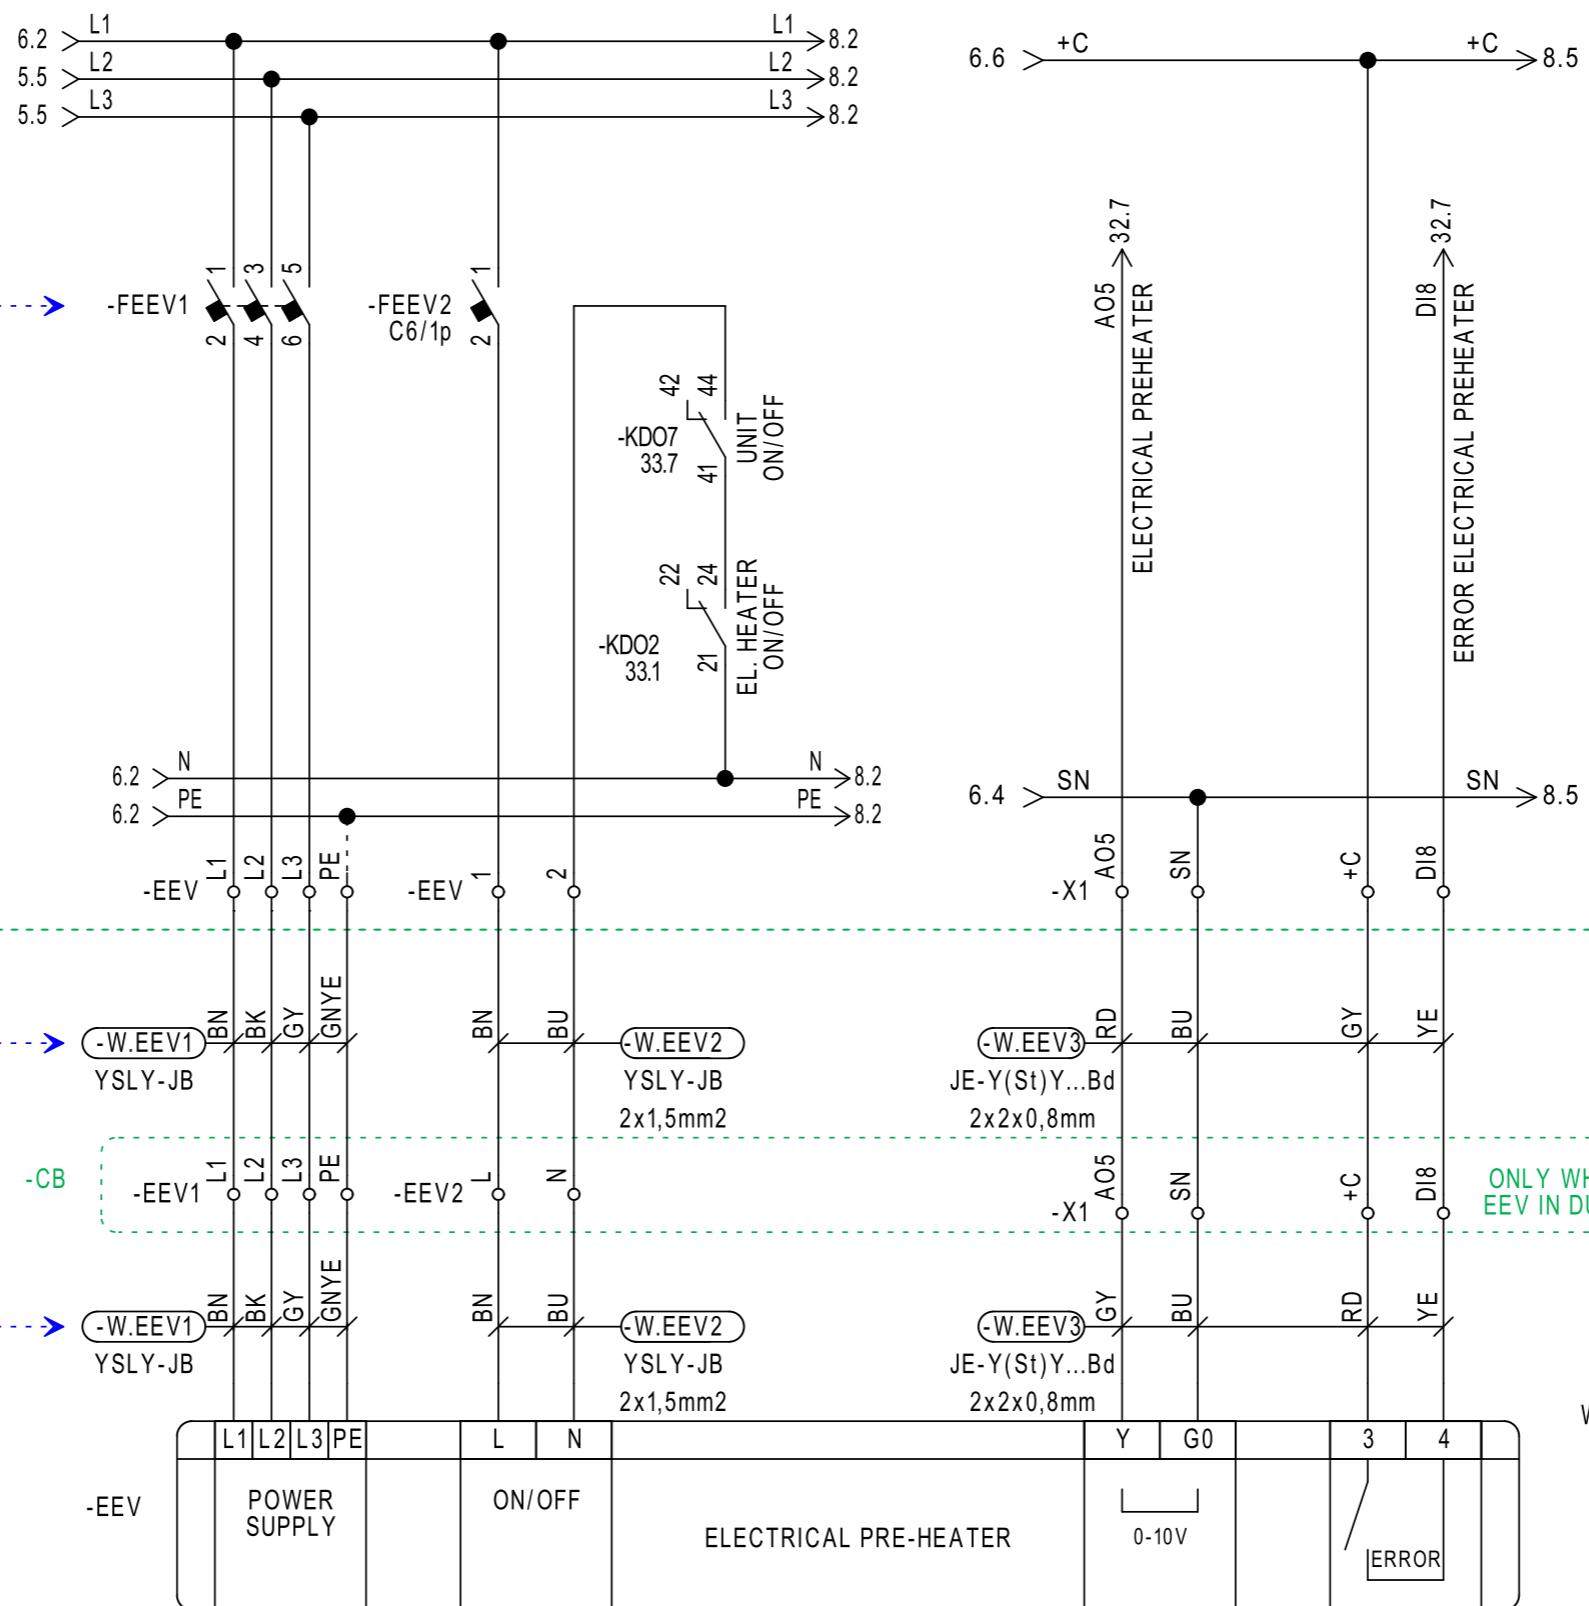 6.2 L1 L1 8.2
5.5 L2 L2 8.2
5.5 L3 L3 8.2
6.6 +C +C 8.5
32.7 32.7
AO5 DI8
ELECTRICAL PREHEATER
ERROR ELECTRICAL PREHEATER
1 3 5 1
-FEEV1
-FEEV2
C6/1p
2 4 6 2
42 44
-KDO7
33.7
41
UNIT
ON/OFF
22 24
-KDO2
33.1
21
EL. HEATER
ON/OFF
6.2 N N 8.2
6.2 PE PE 8.2
6.4 SN SN 8.5
-EEV L1 L2 L3 PE
-EEV 1 2
-X1 AO5 SN +C DI8
-W.EEV1 BN BK GY GNYE
YSLY-JB
BN BU -W.EEV2
YSLY-JB
2x1,5mm2
-W.EEV3 RD BU GY YE
JE-Y(St)Y...Bd
2x2x0,8mm
-CB
-EEV1 L1 L2 L3 PE
-EEV2 L N
-X1 AO5 SN +C DI8
ONLY WH
EEV IN DU
-W.EEV1 BN BK GY GNYE
YSLY-JB
BN BU -W.EEV2
YSLY-JB
2x1,5mm2
-W.EEV3 GY BU RD YE
JE-Y(St)Y...Bd
2x2x0,8mm
L1 L2 L3 PE L N Y G0 3 4
-EEV
POWER
SUPPLY
ON/OFF
ELECTRICAL PRE-HEATER
0-10V
ERROR